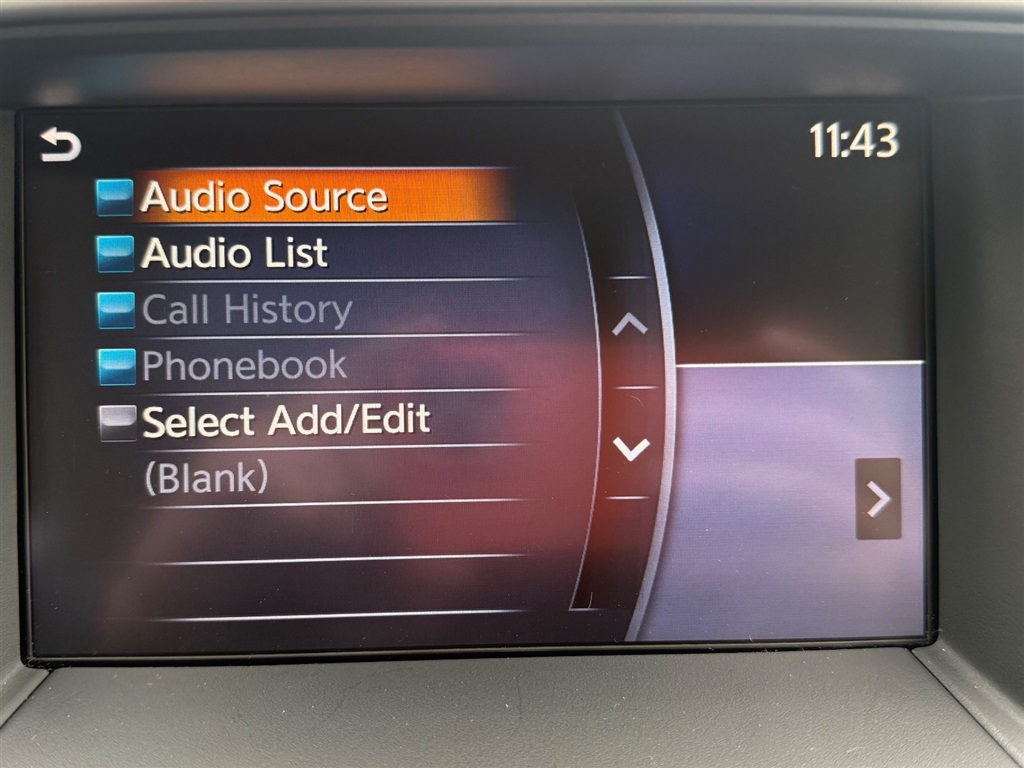 11:43
Audio Source
Audio List
Call History
Phonebook
Select Add/Edit
(Blank)